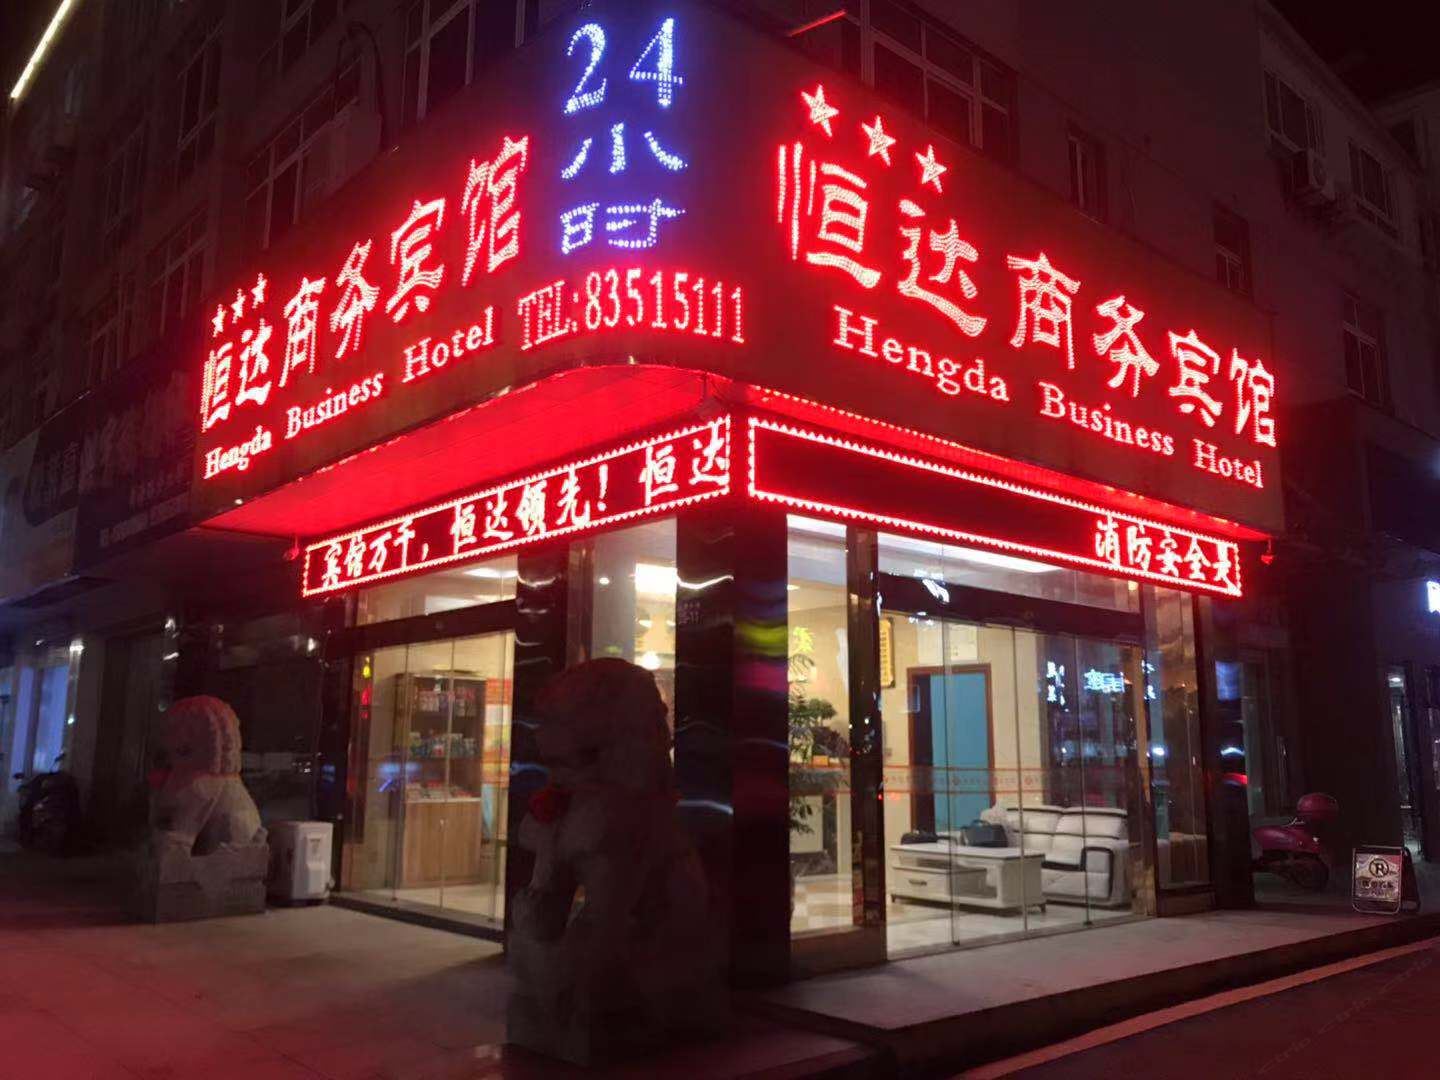 24
小
时
恒达商务宾馆
Hengda Business Hotel
TEL:83515111
恒达商务宾馆
Hengda Business Hotel
宾馆万千，恒达领先！恒达
消防安全是